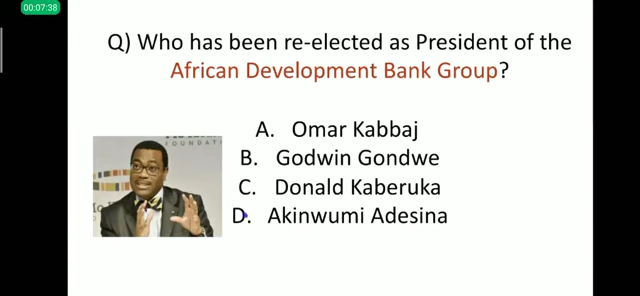 00:07:38
Q) Who has been re-elected as President of the
African Development Bank Group?
A. Omar Kabbaj
B. Godwin Gondwe
C. Donald Kaberuka
D. Akinwumi Adesina